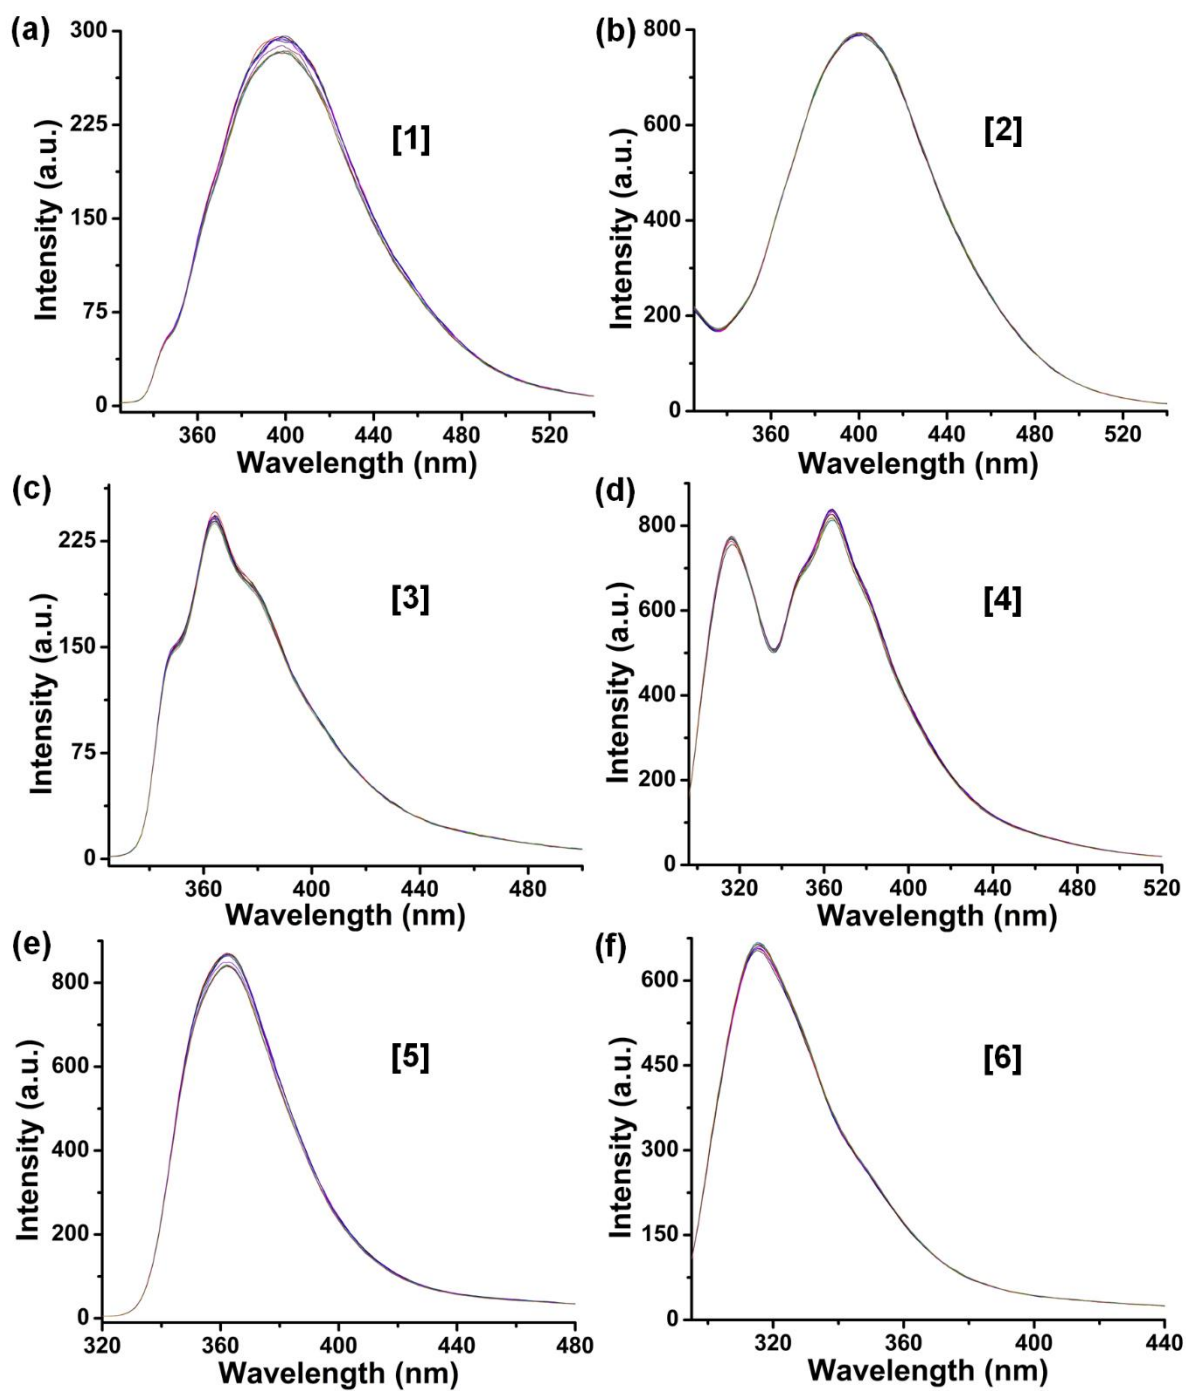 (a)
300
225
150
75
0
Intensity (a.u.)
[1]
360 400 440 480 520
Wavelength (nm)
(b)
800
600
400
200
0
Intensity (a.u.)
[2]
360 400 440 480 520
Wavelength (nm)
(c)
225
150
75
0
Intensity (a.u.)
[3]
360 400 440 480
Wavelength (nm)
(d)
800
600
400
200
0
Intensity (a.u.)
[4]
320 360 400 440 480 520
Wavelength (nm)
(e)
800
600
400
200
0
Intensity (a.u.)
[5]
320 360 400 440 480
Wavelength (nm)
(f)
600
450
300
150
0
Intensity (a.u.)
[6]
320 360 400 440
Wavelength (nm)